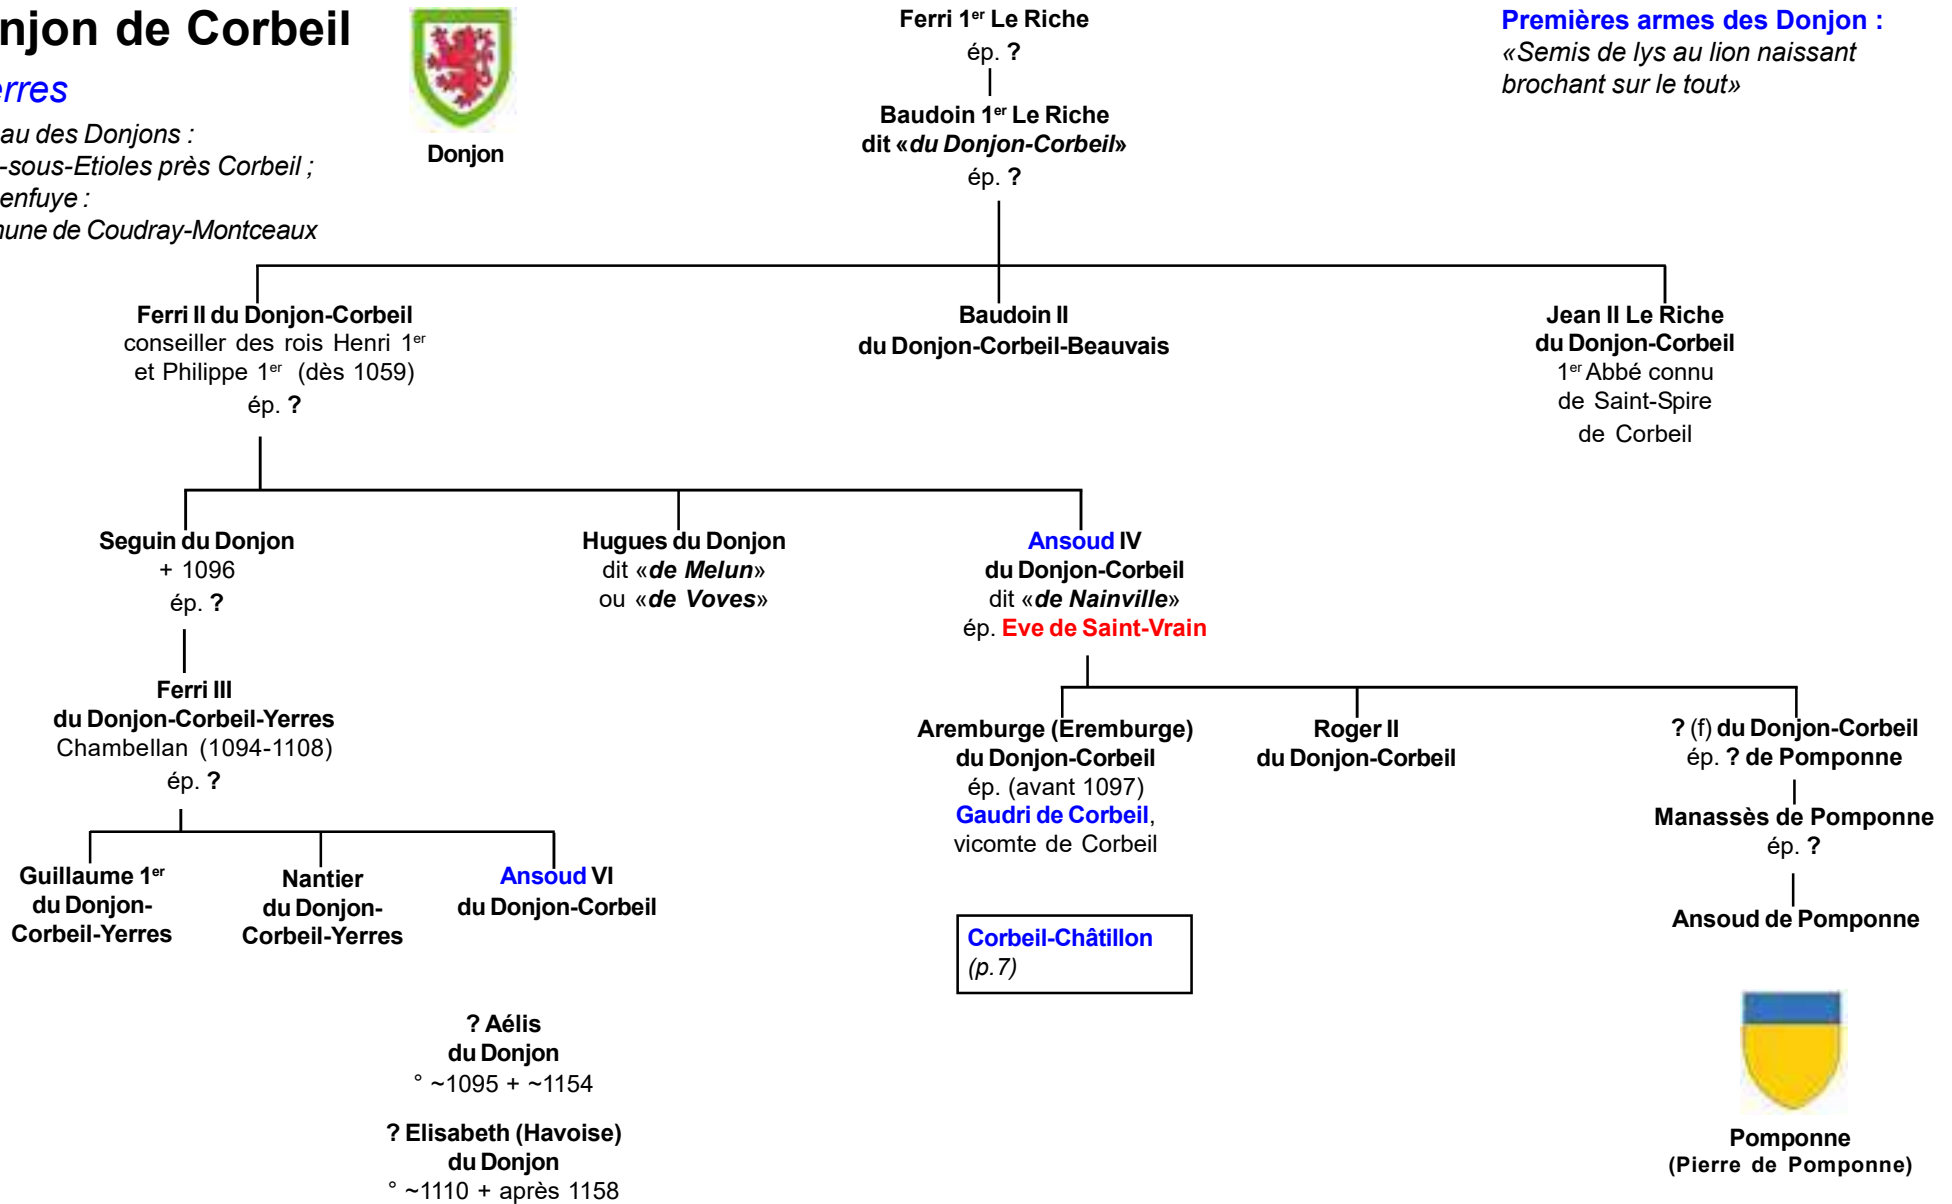 njon de Corbeil
erres
au des Donjons :
-sous-Etioles près Corbeil ;
enfuye :
mune de Coudray-Montceaux
Donjon
Ferri 1er Le Riche
ép. ?
Baudoin 1er Le Riche
dit «du Donjon-Corbeil»
ép. ?
Premières armes des Donjon :
«Semis de lys au lion naissant
brochant sur le tout»
Ferri II du Donjon-Corbeil
conseiller des rois Henri 1er
et Philippe 1er (dès 1059)
ép. ?
Baudoin II
du Donjon-Corbeil-Beauvais
Jean II Le Riche
du Donjon-Corbeil
1er Abbé connu
de Saint-Spire
de Corbeil
Seguin du Donjon
+ 1096
ép. ?
Hugues du Donjon
dit «de Melun»
ou «de Voves»
Ansoud IV
du Donjon-Corbeil
dit «de Nainville»
ép. Eve de Saint-Vrain
Ferri III
du Donjon-Corbeil-Yerres
Chambellan (1094-1108)
ép. ?
Aremburge (Eremburge)
du Donjon-Corbeil
ép. (avant 1097)
Gaudri de Corbeil,
vicomte de Corbeil
Roger II
du Donjon-Corbeil
? (f) du Donjon-Corbeil
ép. ? de Pomponne
Manassès de Pomponne
ép. ?
Ansoud de Pomponne
Guillaume 1er
du Donjon-
Corbeil-Yerres
Nantier
du Donjon-
Corbeil-Yerres
Ansoud VI
du Donjon-Corbeil
Corbeil-Châtillon
(p.7)
? Aélis
du Donjon
° ~1095 + ~1154
? Elisabeth (Havoise)
du Donjon
° ~1110 + après 1158
Pomponne
(Pierre de Pomponne)